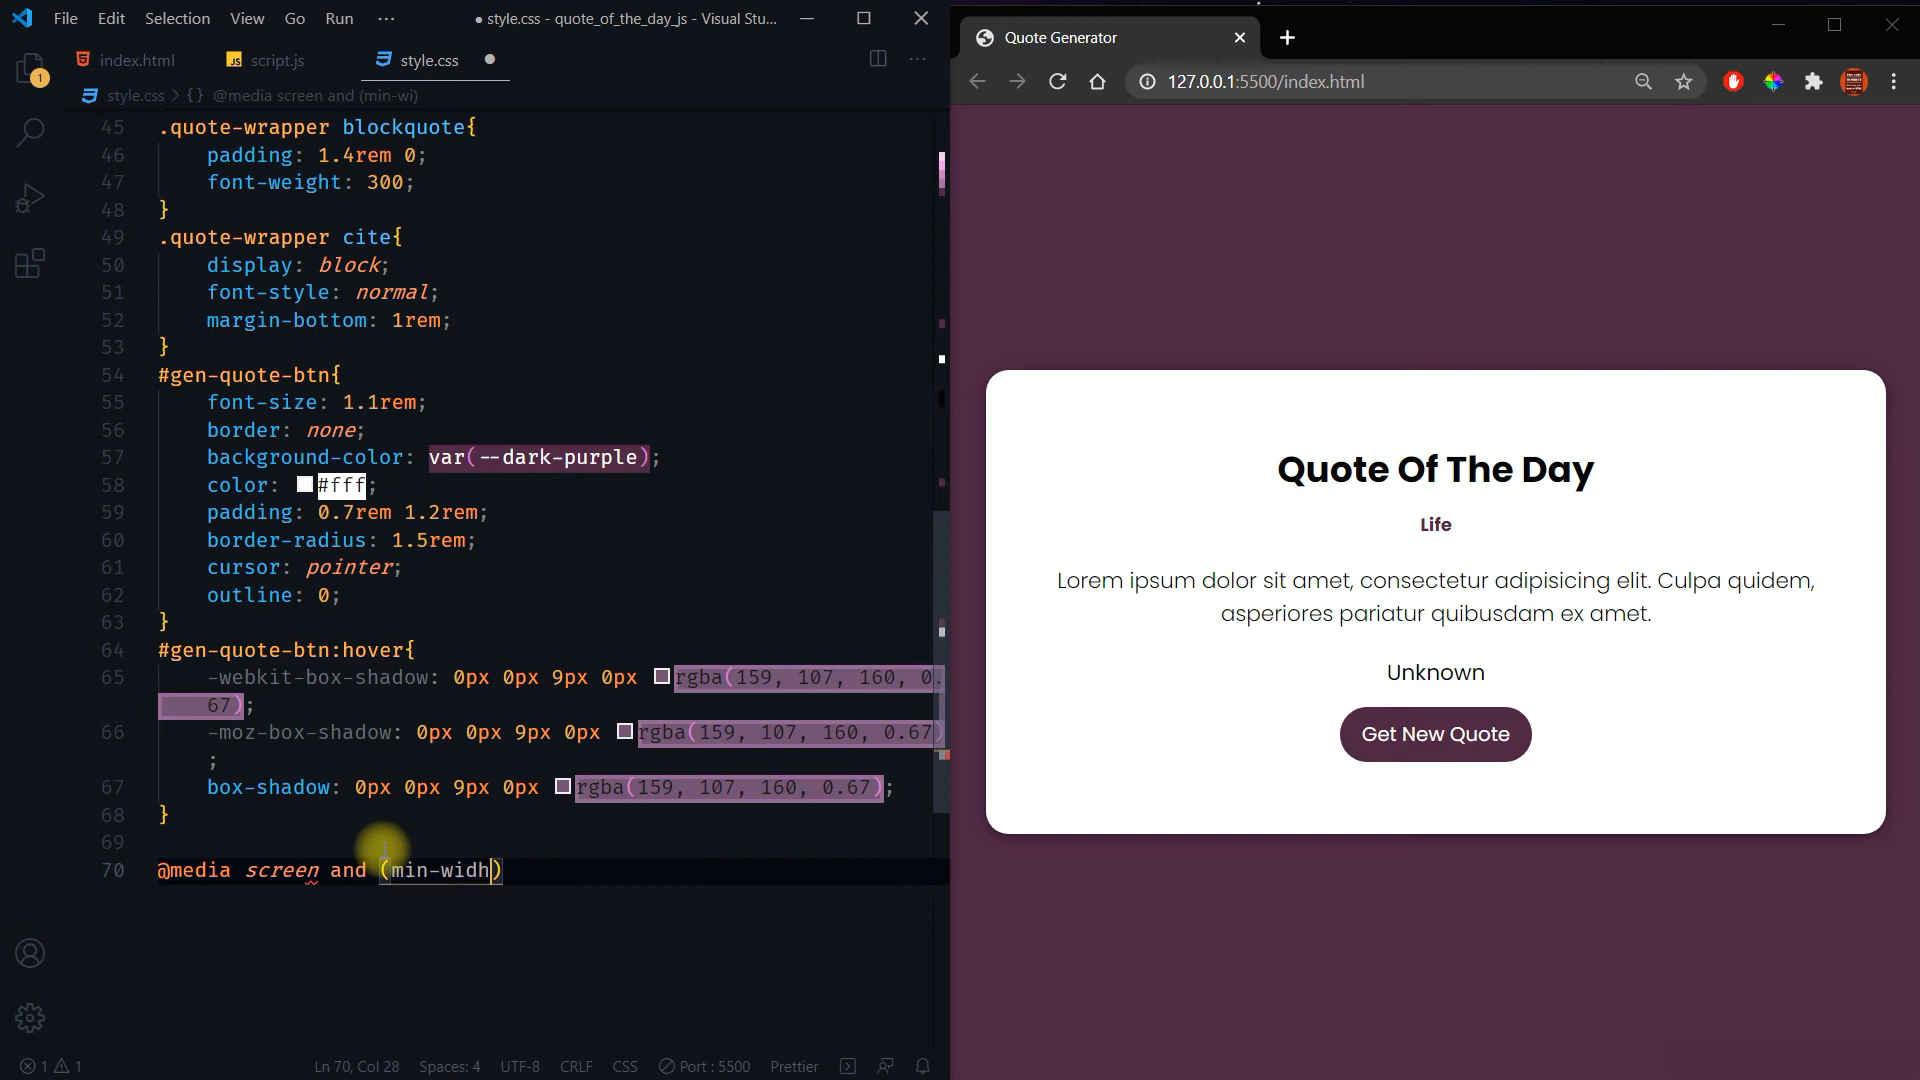 File Edit Selection View Go Run ···
● style.css - quote_of_the_day_js - Visual Stu...
index.html
JS script.js
style.css ●
style.css > {} @media screen and (min-wi)
1
45 .quote-wrapper blockquote{
46 padding: 1.4rem 0;
47 font-weight: 300;
48 }
49 .quote-wrapper cite{
50 display: block;
51 font-style: normal;
52 margin-bottom: 1rem;
53 }
54 #gen-quote-btn{
55 font-size: 1.1rem;
56 border: none;
57 background-color: var(--dark-purple);
58 color: #fff;
59 padding: 0.7rem 1.2rem;
60 border-radius: 1.5rem;
61 cursor: pointer;
62 outline: 0;
63 }
64 #gen-quote-btn:hover{
65 -webkit-box-shadow: 0px 0px 9px 0px rgba(159, 107, 160, 0.
67);
66 -moz-box-shadow: 0px 0px 9px 0px rgba(159, 107, 160, 0.67)
;
67 box-shadow: 0px 0px 9px 0px rgba(159, 107, 160, 0.67);
68 }
69
70 @media screen and (min-widh)
1 1
Ln 70, Col 28 Spaces: 4 UTF-8 CRLF CSS Port : 5500 Prettier
Quote Generator
127.0.0.1:5500/index.html
Quote Of The Day
Life
Lorem ipsum dolor sit amet, consectetur adipisicing elit. Culpa quidem,
asperiores pariatur quibusdam ex amet.
Unknown
Get New Quote